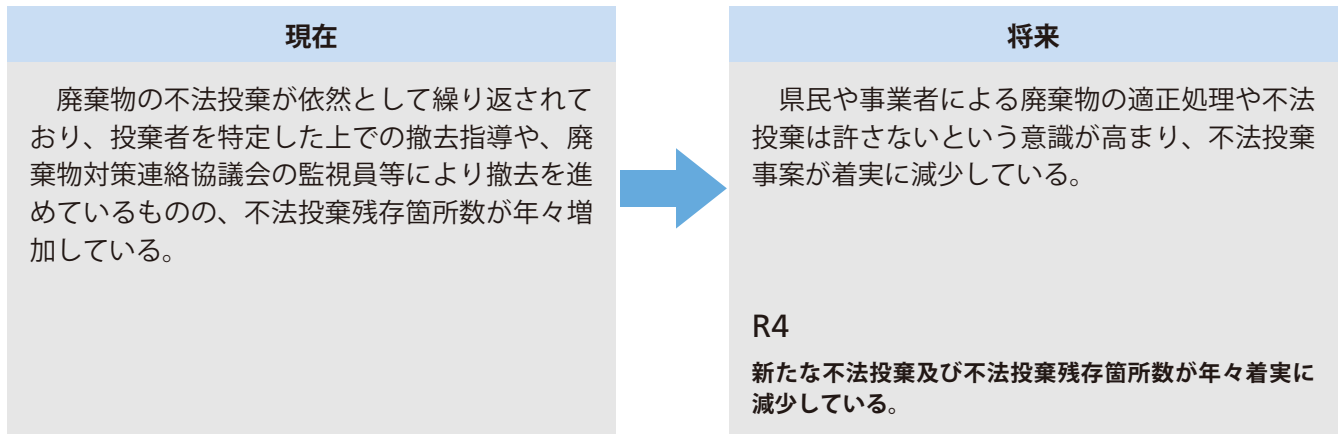 現在
廃棄物の不法投棄が依然として繰り返されて
おり、投棄者を特定した上での撤去指導や、廃
棄物対策連絡協議会の監視員等により撤去を進
めているものの、不法投棄残存箇所数が年々増
加している。
将来
県民や事業者による廃棄物の適正処理や不法
投棄は許さないという意識が高まり、不法投棄
事案が着実に減少している。
R4
新たな不法投棄及び不法投棄残存箇所数が年々着実に
減少している。